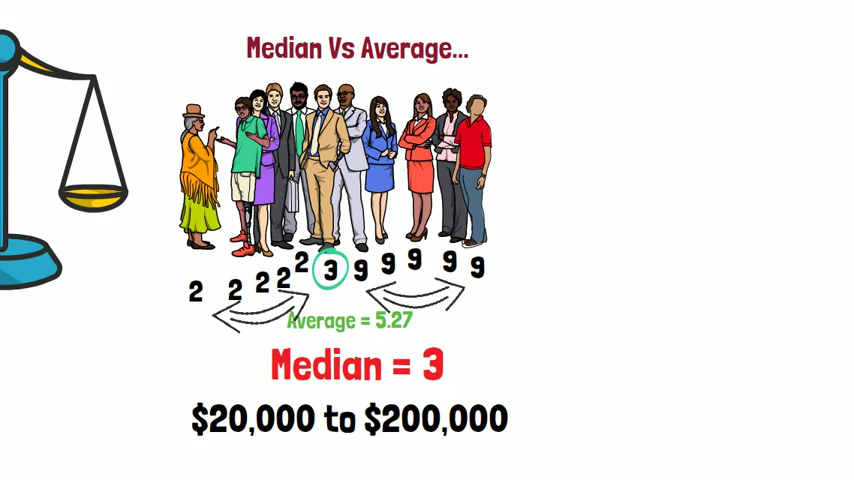 Median Vs Average...
2 2 2 2 2 3 9 9 9 9 9
Average = 5.27
Median = 3
$20,000 to $200,000